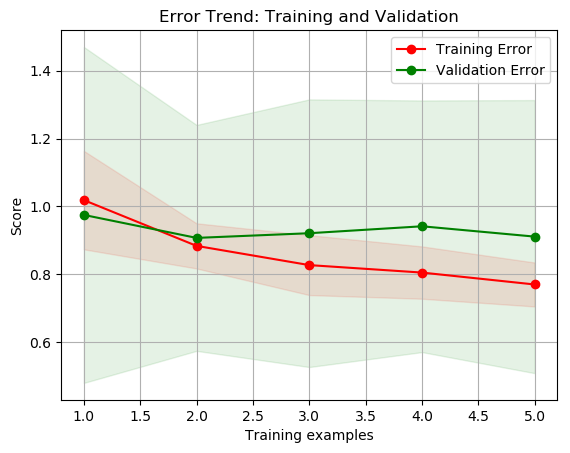 Error Trend: Training and Validation
Training Error
Validation Error
Score
1.4
1.2
1.0
0.8
0.6
1.0 1.5 2.0 2.5 3.0 3.5 4.0 4.5 5.0
Training examples